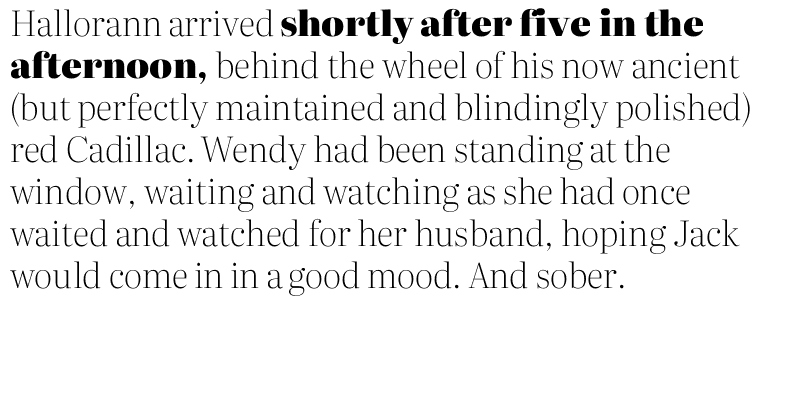 Hallorann arrived shortly after five in the
afternoon, behind the wheel of his now ancient
(but perfectly maintained and blindingly polished)
red Cadillac. Wendy had been standing at the
window, waiting and watching as she had once
waited and watched for her husband, hoping Jack
would come in in a good mood. And sober.